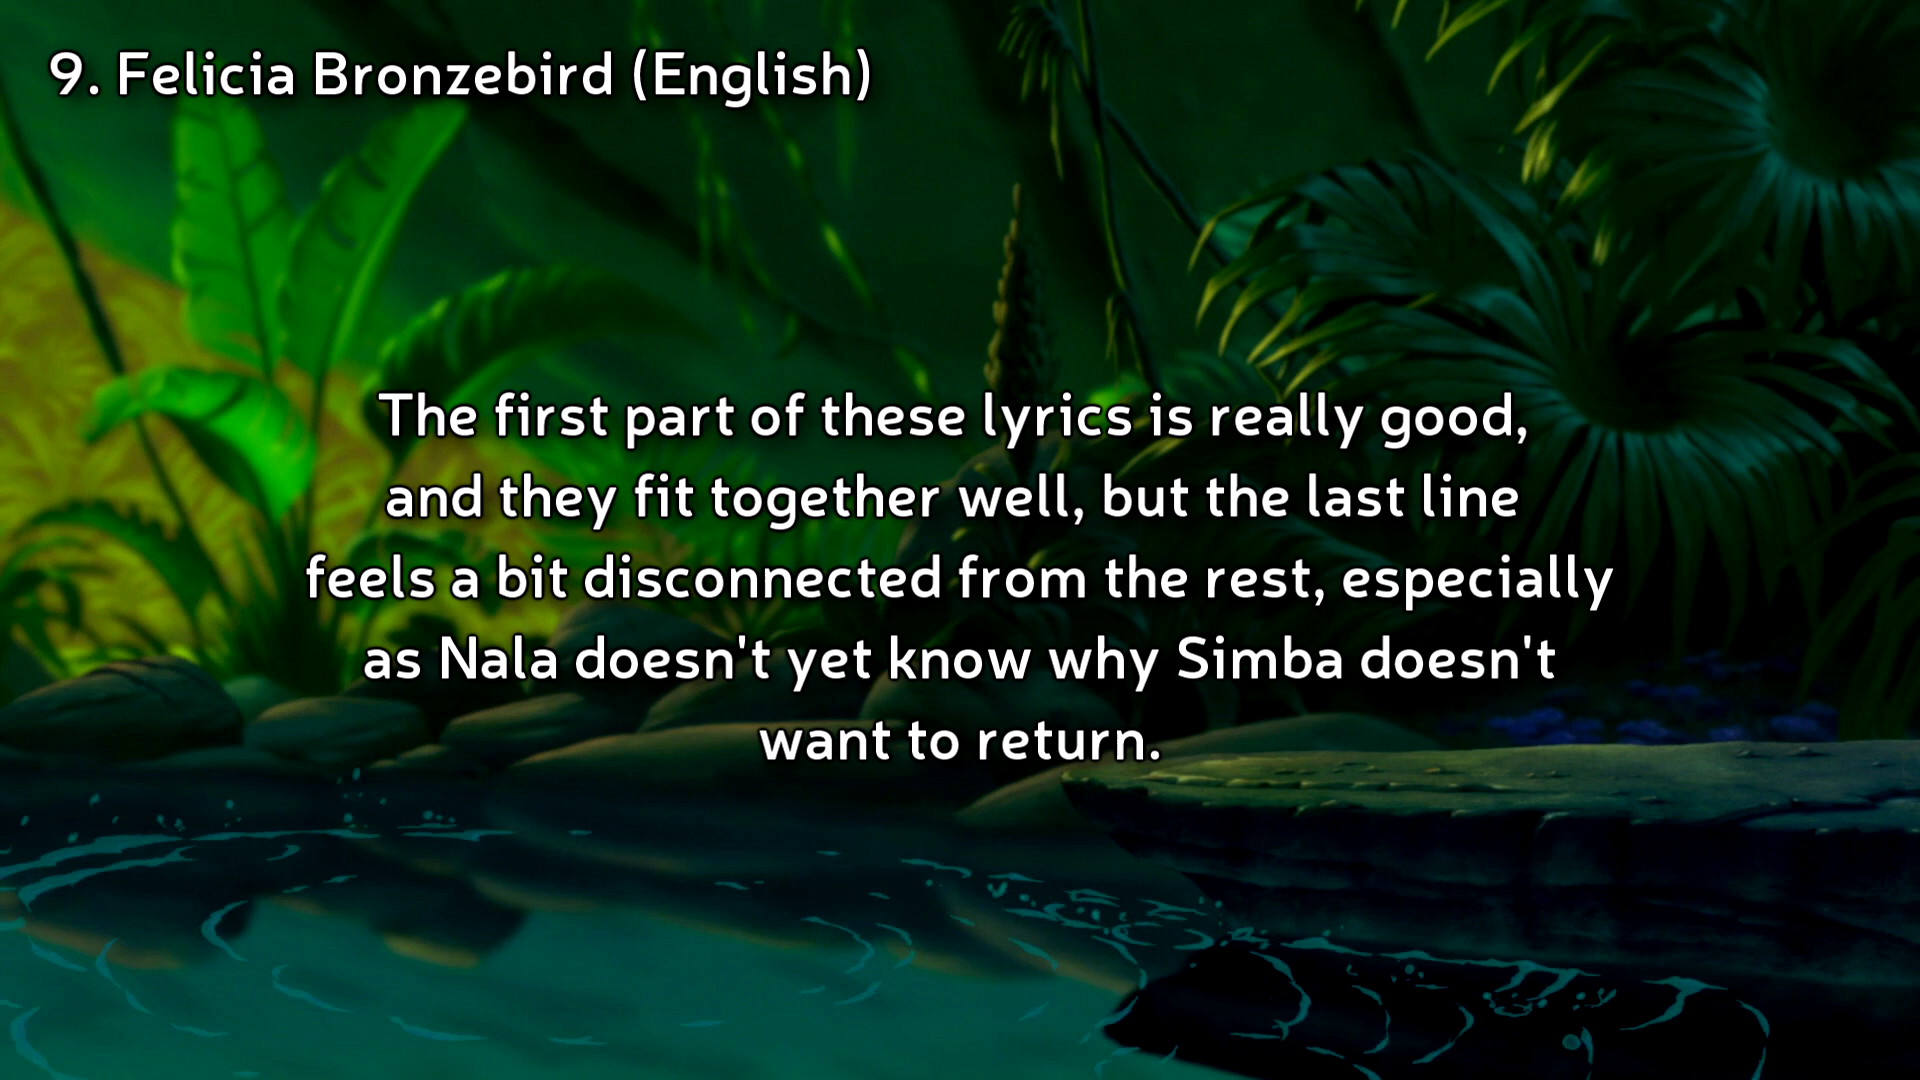 9. Felicia Bronzebird (English)
The first part of these lyrics is really good,
and they fit together well, but the last line
feels a bit disconnected from the rest, especially
as Nala doesn't yet know why Simba doesn't
want to return.